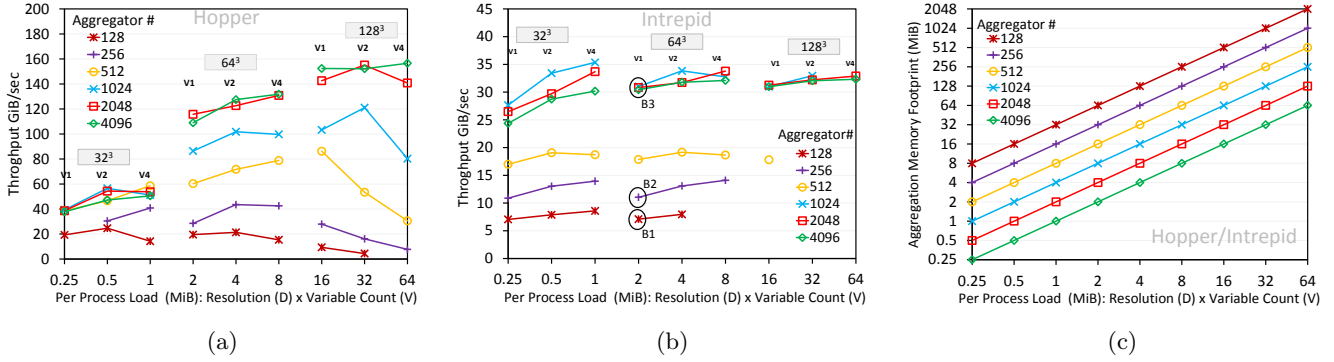 Throghput GiB/sec
200
180
160
140
120
100
80
60
40
20
0
Aggregator #
128
256
512
1024
2048
4096
Hopper
32³
V1
V2
V4
64³
V1
V2
V4
128³
V1
V2
V4
0.25 0.5 1 2 4 8 16 32 64
Per Process Load (MiB): Resolution (D) x Variable Count (V)
(a)
Throghput GiB/sec
45
40
35
30
25
20
15
10
5
0
Intrepid
32³
V1
V2
V4
64³
V1
V2
V4
128³
V1
V2
V4
B3
B2
B1
Aggregator#
128
256
512
1024
2048
4096
0.25 0.5 1 2 4 8 16 32 64
Per Process Load (MiB): Resolution (D) x Variable Count (V)
(b)
Aggregation Memory Footprint (MiB)
2048
1024
512
256
128
64
32
16
8
4
2
1
0.5
0.25
Aggregator #
128
256
512
1024
2048
4096
Hopper/Intrepid
0.25 0.5 1 2 4 8 16 32 64
Per Process Load (MiB): Resolution (D) x Variable Count (V)
(c)